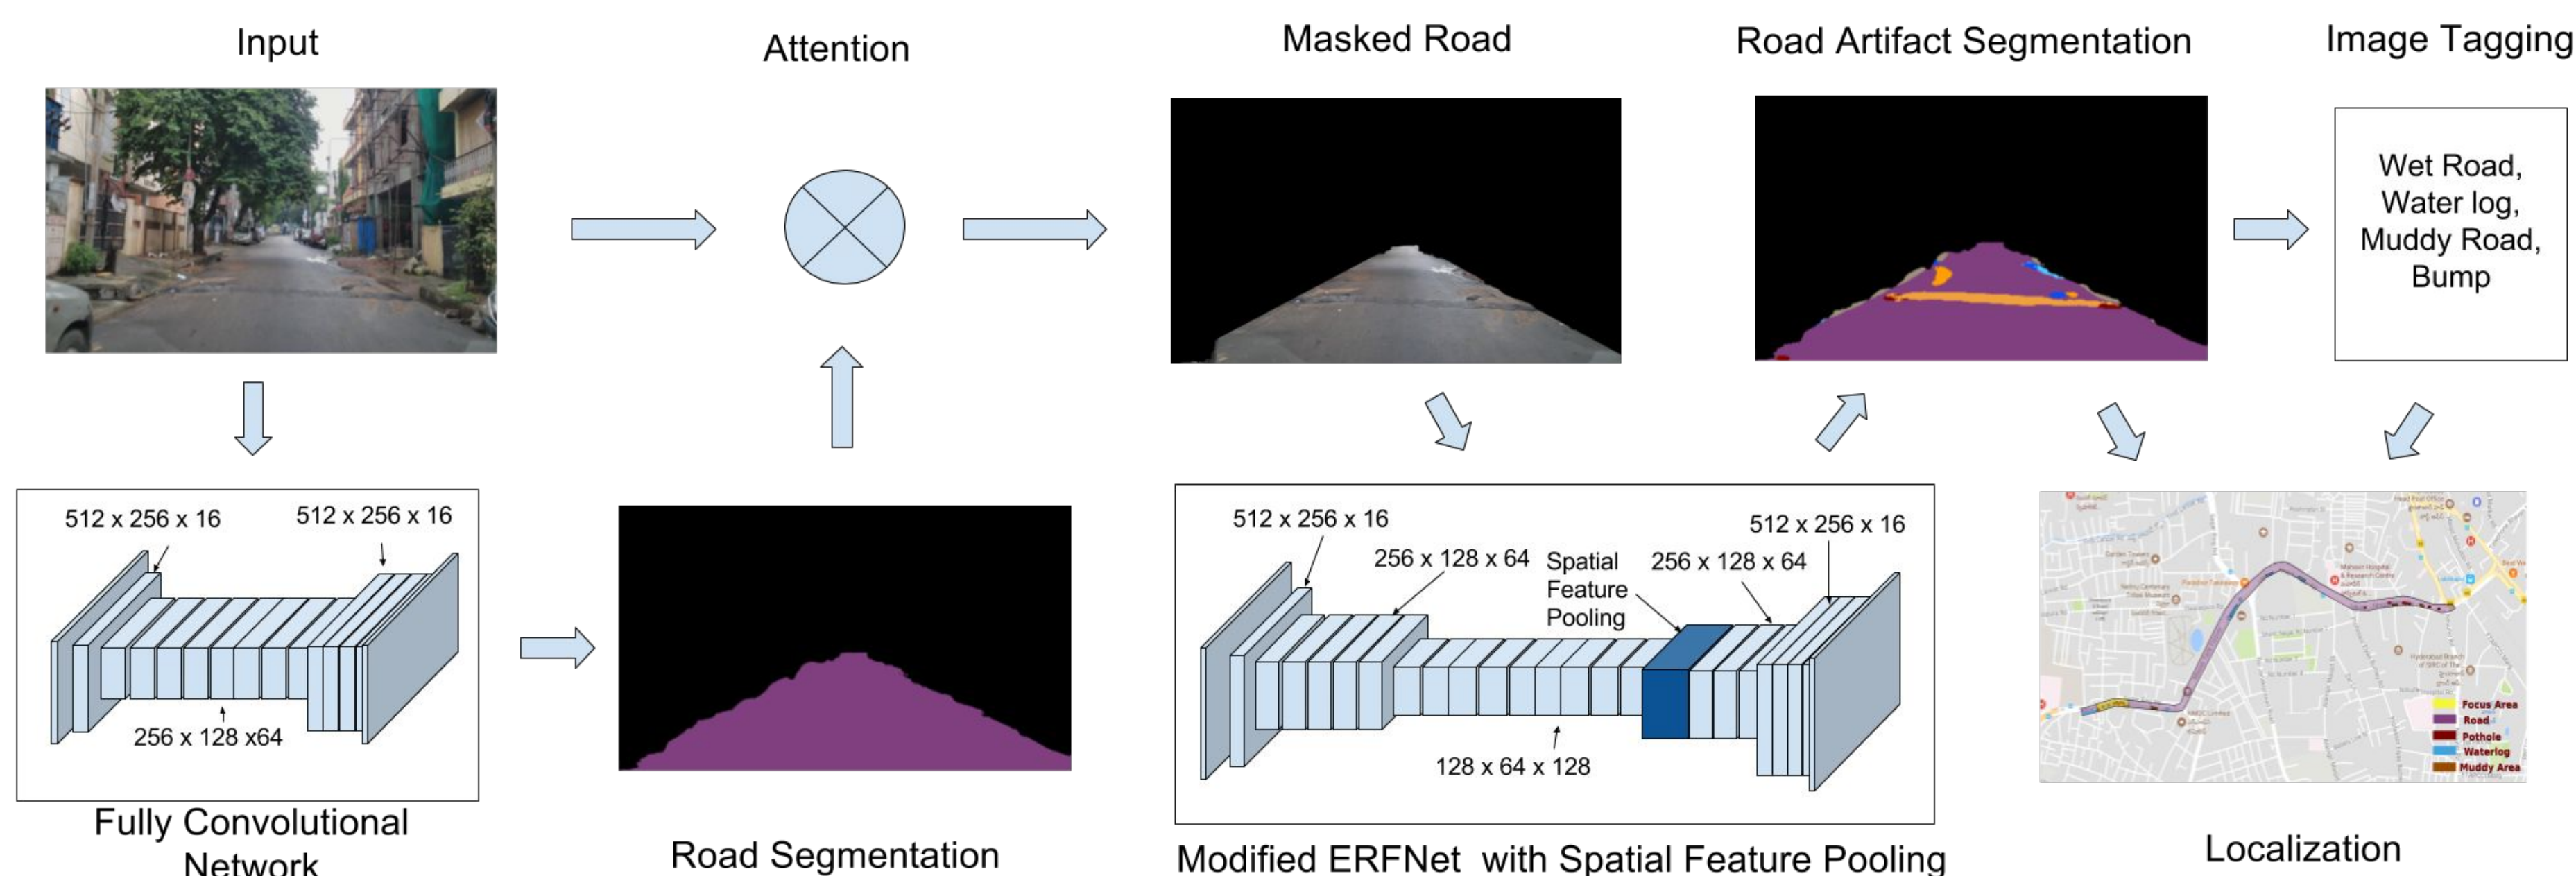 Input
Attention
Masked Road
Road Artifact Segmentation
Image Tagging
Wet Road,
Water log,
Muddy Road,
Bump
512 x 256 x 16
512 x 256 x 16
256 x 128 x64
Fully Convolutional
Network
Road Segmentation
512 x 256 x 16
256 x 128 x 64
Spatial
Feature
Pooling
256 x 128 x 64
512 x 256 x 16
128 x 64 x 128
Modified ERFNet with Spatial Feature Pooling
Focus Area
Road
Pothole
Waterlog
Muddy Area
Localization